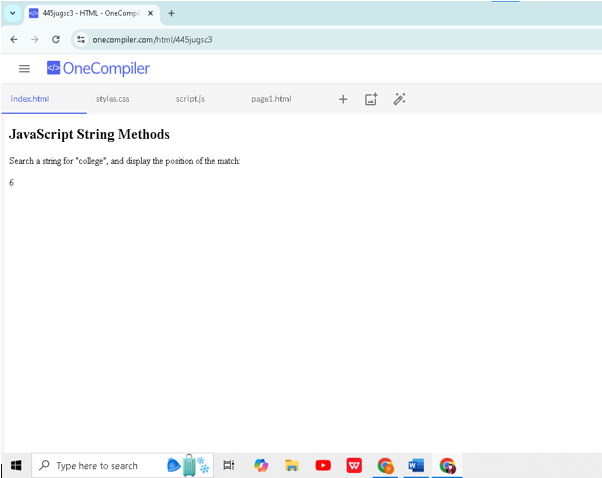 445jugsc3 - HTML - OneCompi
onecompiler.com/html/445jugsc3
</> OneCompiler
index.html styles.css script.js page1.html
JavaScript String Methods
Search a string for "college", and display the position of the match:
6
Type here to search